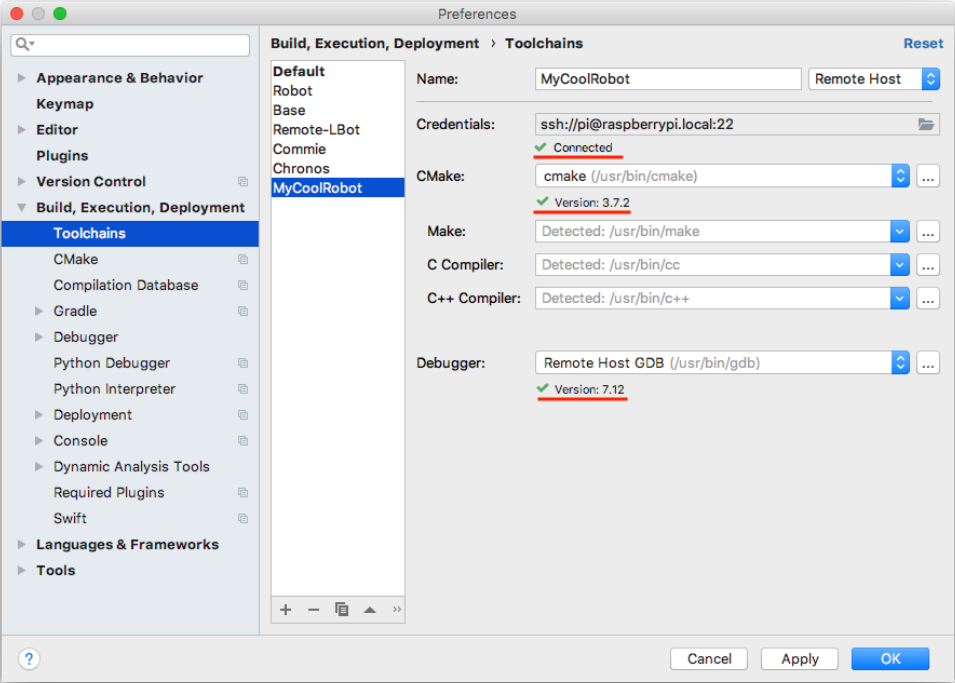 Preferences
Build, Execution, Deployment › Toolchains
Reset
Appearance & Behavior
Keymap
Editor
Plugins
Version Control
Build, Execution, Deployment
Toolchains
CMake
Compilation Database
Gradle
Debugger
Python Debugger
Python Interpreter
Deployment
Console
Dynamic Analysis Tools
Required Plugins
Swift
Languages & Frameworks
Tools
Default
Robot
Base
Remote-LBot
Commie
Chronos
MyCoolRobot
Name: MyCoolRobot Remote Host
Credentials: ssh://pi@raspberrypi.local:22
Connected
CMake: cmake (/usr/bin/cmake) ...
Version: 3.7.2
Make: Detected: /usr/bin/make ...
C Compiler: Detected: /usr/bin/cc ...
C++ Compiler: Detected: /usr/bin/c++ ...
Debugger: Remote Host GDB (/usr/bin/gdb) ...
Version: 7.12
? Cancel Apply OK